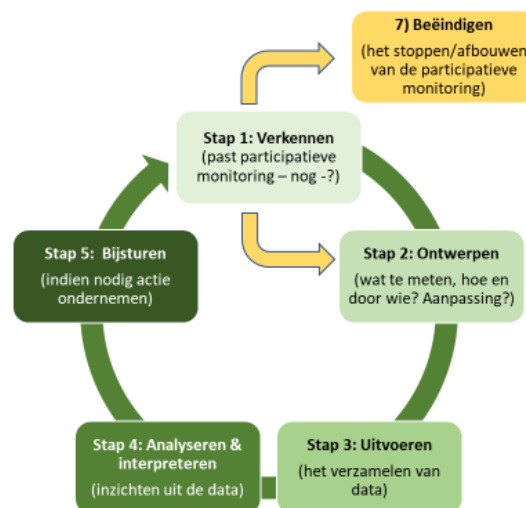 7) Beëindigen
(het stoppen/afbouwen
van de participatieve
monitoring)
Stap 1: Verkennen
(past participatieve
monitoring – nog -?)
Stap 5:  Bijsturen
(indien nodig actie
ondernemen)
Stap 2: Ontwerpen
(wat te meten, hoe en
door wie? Aanpassing?)
Stap 4: Analyseren &
interpreteren
(inzichten uit de data)
Stap 3: Uitvoeren
(het verzamelen van
data)